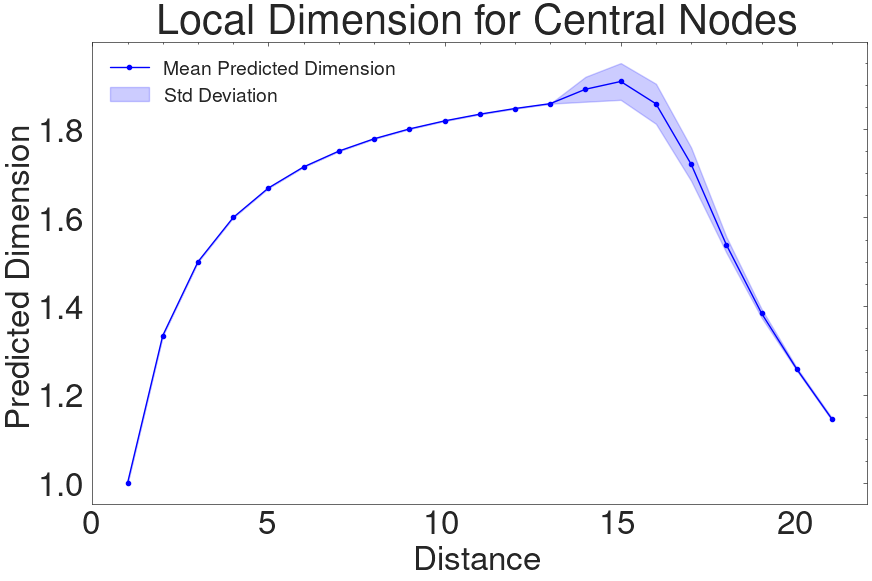 Local Dimension for Central Nodes
Mean Predicted Dimension
Std Deviation
Predicted Dimension
1.8
1.6
1.4
1.2
1.0
0 5 10 15 20
Distance